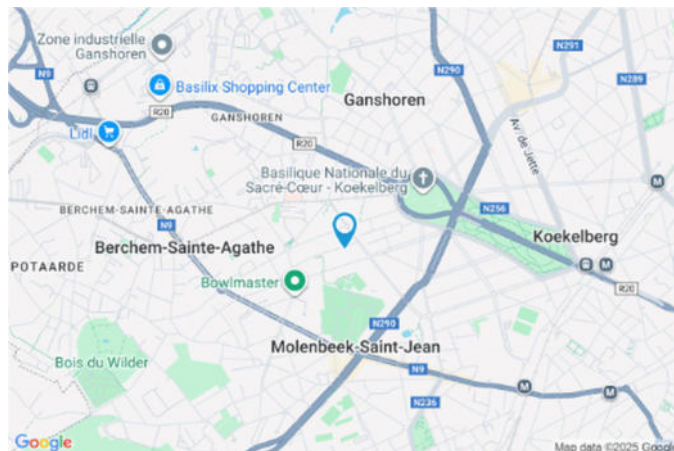 Zone industrielle
Ganshoren
N9
Basilix Shopping Center
R20
GANSHOREN
Lidl
Ganshoren
N290
N291
N289
Av. de Jette
R20
Basilique Nationale du
Sacré-Cœur - Koekelberg
M
BERCHEM-SAINTE-AGATHE
N9
Berchem-Sainte-Agathe
N256
Koekelberg
POTAARDE
M
R20
Bowlmaster
N290
Molenbeek-Saint-Jean
Bois du Wilder
N9
M
M
N236
Google
Map data ©2025 Google